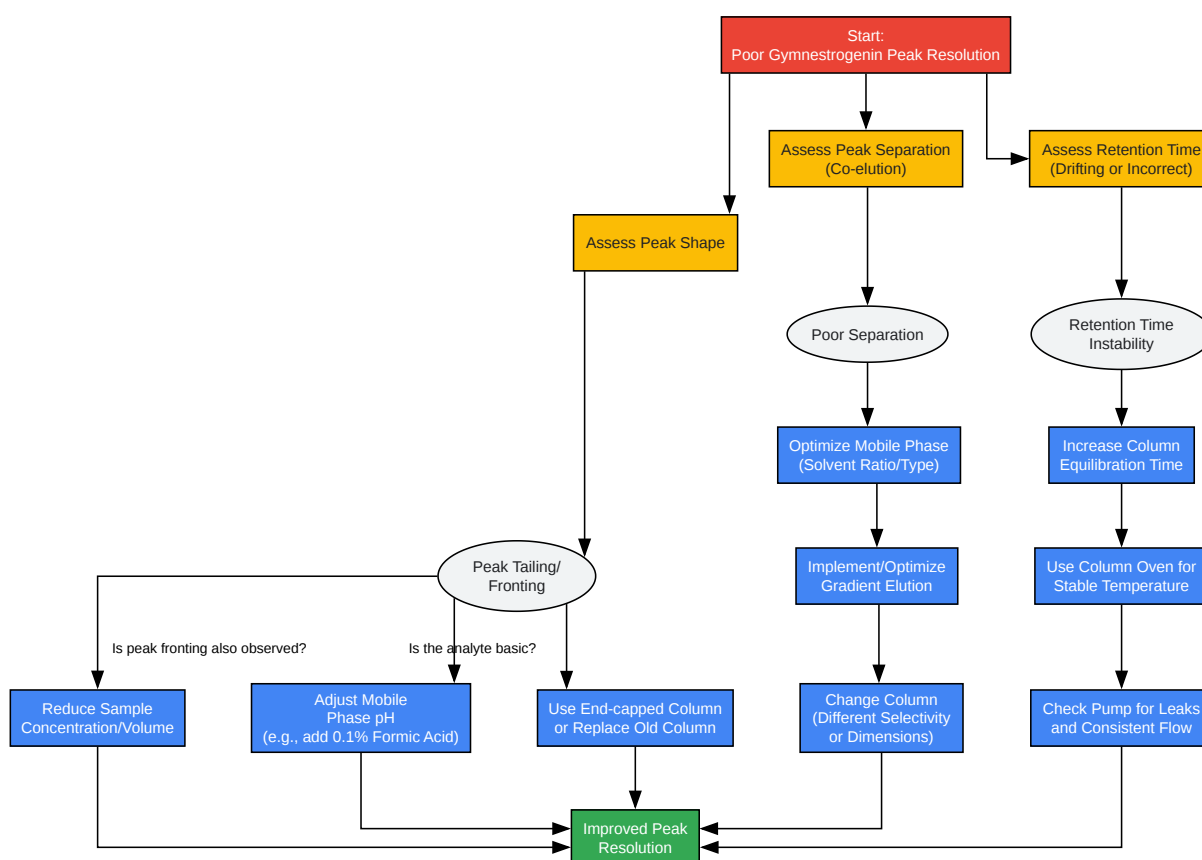 Start:
Poor Gymnestrogenin Peak Resolution
Assess Peak Separation
(Co-elution)
Assess Retention Time
(Drifting or Incorrect)
Assess Peak Shape
Poor Separation
Retention Time
Instability
Optimize Mobile Phase
(Solvent Ratio/Type)
Increase Column
Equilibration Time
Peak Tailing/
Fronting
Implement/Optimize
Gradient Elution
Use Column Oven for
Stable Temperature
Is peak fronting also observed?
Is the analyte basic?
Reduce Sample
Concentration/Volume
Adjust Mobile
Phase pH
(e.g., add 0.1% Formic Acid)
Use End-capped Column
or Replace Old Column
Change Column
(Different Selectivity
or Dimensions)
Check Pump for Leaks
and Consistent Flow
Improved Peak
Resolution